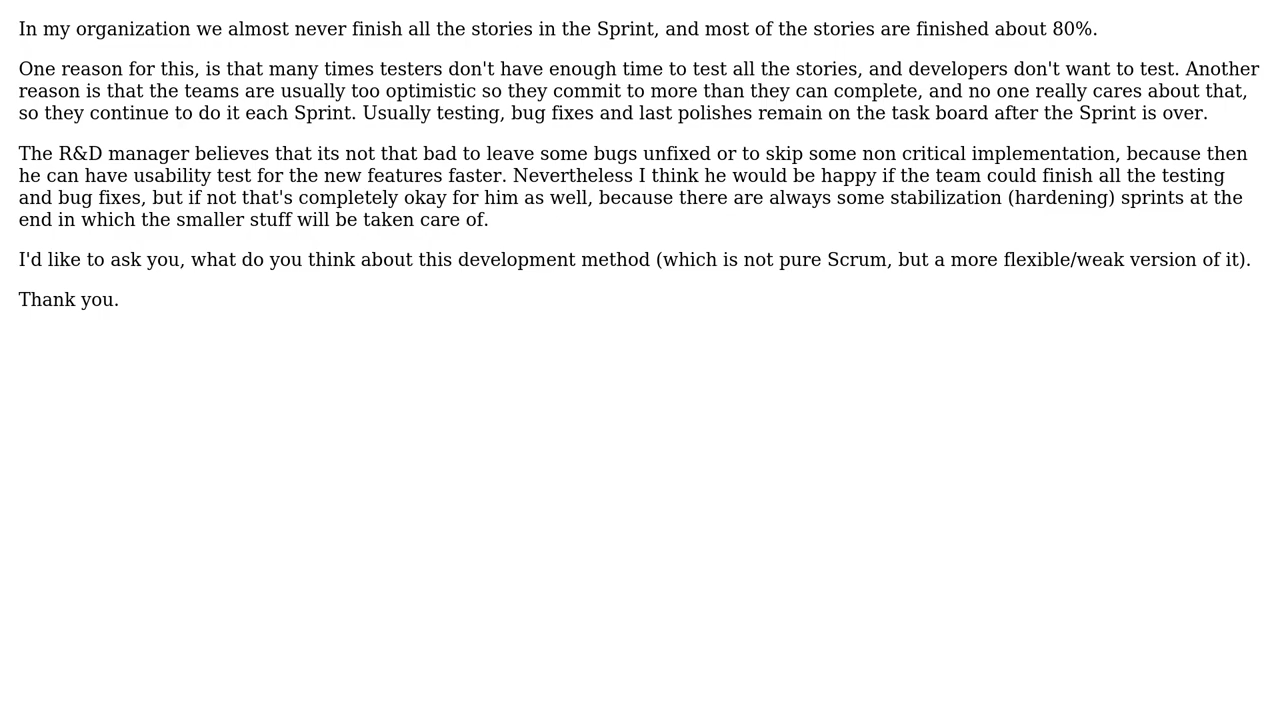 In my organization we almost never finish all the stories in the Sprint, and most of the stories are finished about 80%.
One reason for this, is that many times testers don't have enough time to test all the stories, and developers don't want to test. Another
reason is that the teams are usually too optimistic so they commit to more than they can complete, and no one really cares about that,
so they continue to do it each Sprint. Usually testing, bug fixes and last polishes remain on the task board after the Sprint is over.
The R&D manager believes that its not that bad to leave some bugs unfixed or to skip some non critical implementation, because then
he can have usability test for the new features faster. Nevertheless I think he would be happy if the team could finish all the testing
and bug fixes, but if not that's completely okay for him as well, because there are always some stabilization (hardening) sprints at the
end in which the smaller stuff will be taken care of.
I'd like to ask you, what do you think about this development method (which is not pure Scrum, but a more flexible/weak version of it).
Thank you.